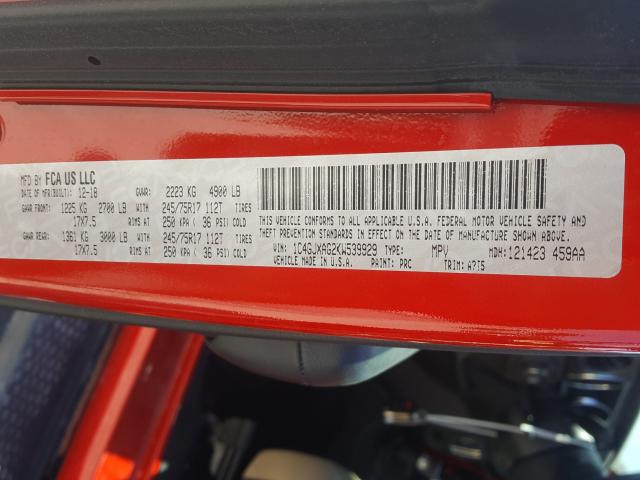 MFD BY FCA US LLC
DATE OF MFR(BUILT): 12-18 GVWR: 2223 KG 4900 LB
GAWR FRONT: 1225 KG 2700 LB WITH 245/75R17 112T TIRES
17X7.5 RIMS AT 250 KPA ( 36 PSI) COLD
GAWR REAR: 1361 KG 3000 LB WITH 245/75R17 112T TIRES
17X7.5 RIMS AT 250 KPA ( 36 PSI) COLD
THIS VEHICLE CONFORMS TO ALL APPLICABLE U.S.A. FEDERAL MOTOR VEHICLE SAFETY AND
THEFT PREVENTION STANDARDS IN EFFECT ON THE DATE OF MANUFACTURE SHOWN ABOVE.
VIN: 1C4GJXAG2KW539929 TYPE: MPV MDH: 121423 459AA
VEHICLE MADE IN U.S.A. PAINT: PRC TRIM: A7T5